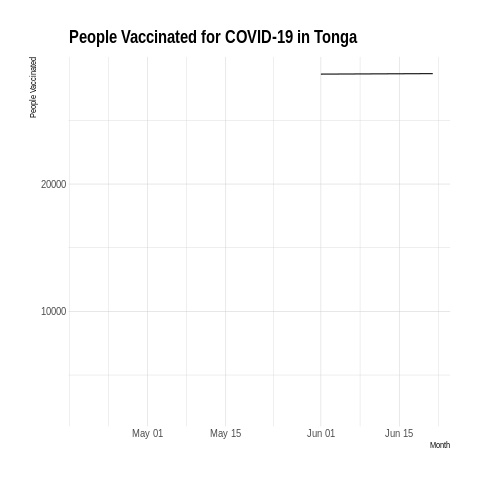 People Vaccinated for COVID-19 in Tonga
People Vaccinated
20000
10000
May 01 May 15 Jun 01 Jun 15
Month